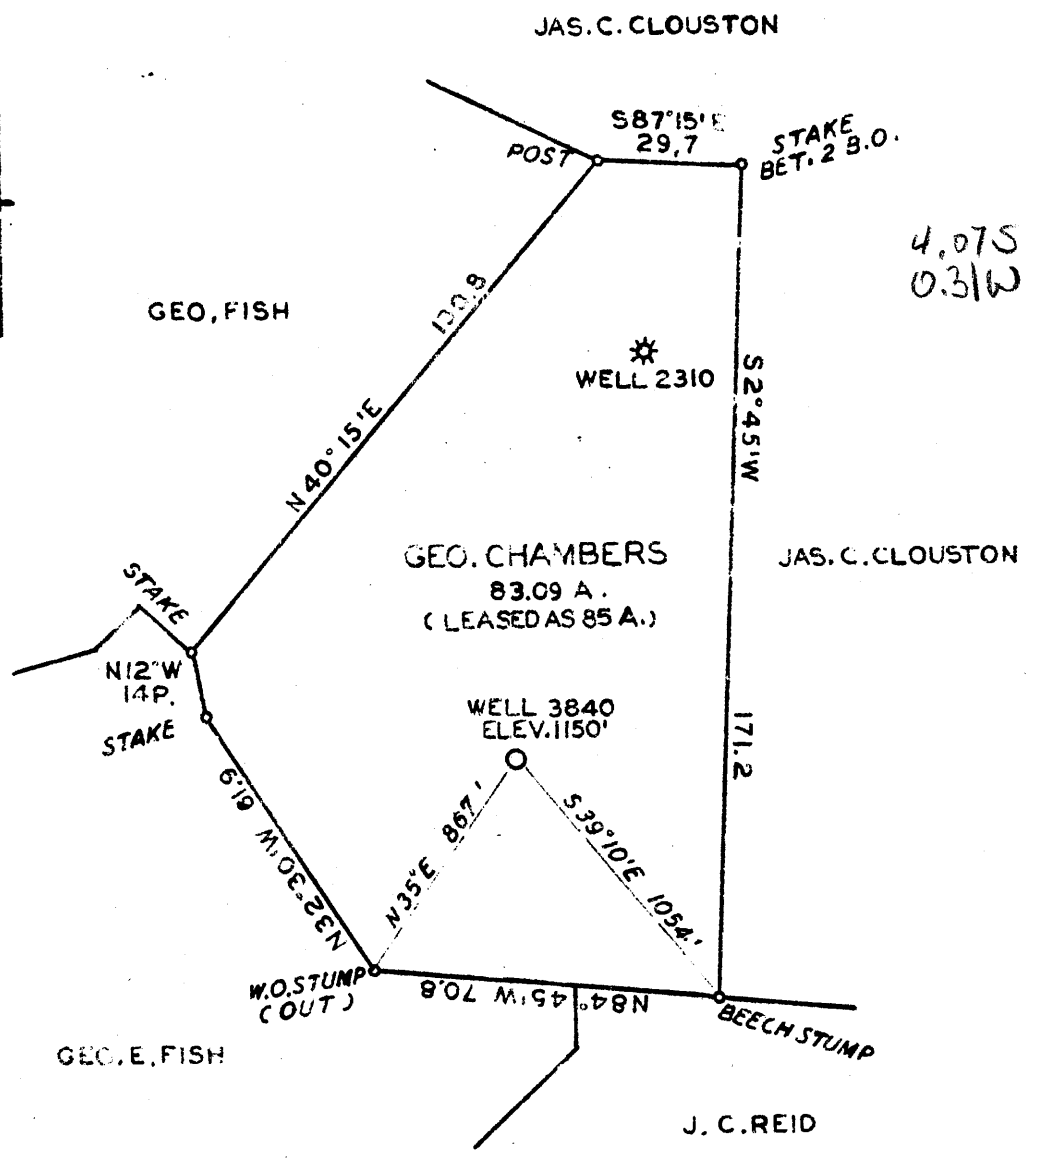 JAS. C. CLOUSTON
S87°15'E
29.7
POST
STAKE
BET. 2 B.O.
4.07S
0.31W
GEO. FISH
130.8
N 40° 15'E
WELL 2310
S2°45'W
171.2
GEO. CHAMBERS
83.09 A.
(LEASED AS 85 A.)
JAS. C. CLOUSTON
STAKE
N12°W
14P.
STAKE
WELL 3840
ELEV. 1150'
N32°30'W 61.9
N35°E 867'
S39°10'E 1054'
W.O. STUMP
(OUT)
N84°45'W 70.8
BEECH STUMP
GEO. E. FISH
J. C. REID